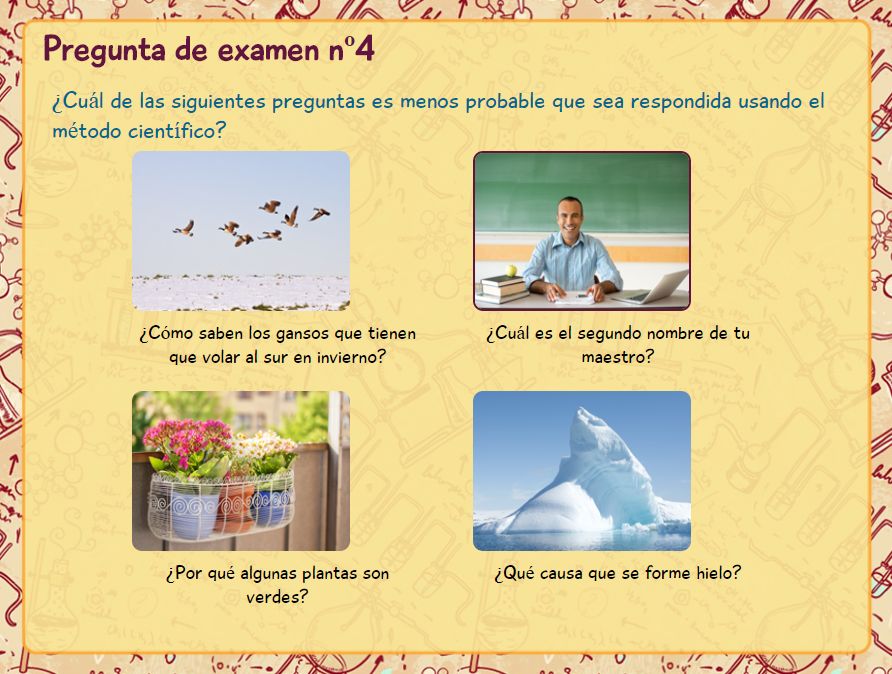 Pregunta de examen nº4
¿Cuál de las siguientes preguntas es menos probable que sea respondida usando el
método científico?
¿Cómo saben los gansos que tienen
que volar al sur en invierno?
¿Cuál es el segundo nombre de tu
maestro?
¿Por qué algunas plantas son
verdes?
¿Qué causa que se forme hielo?